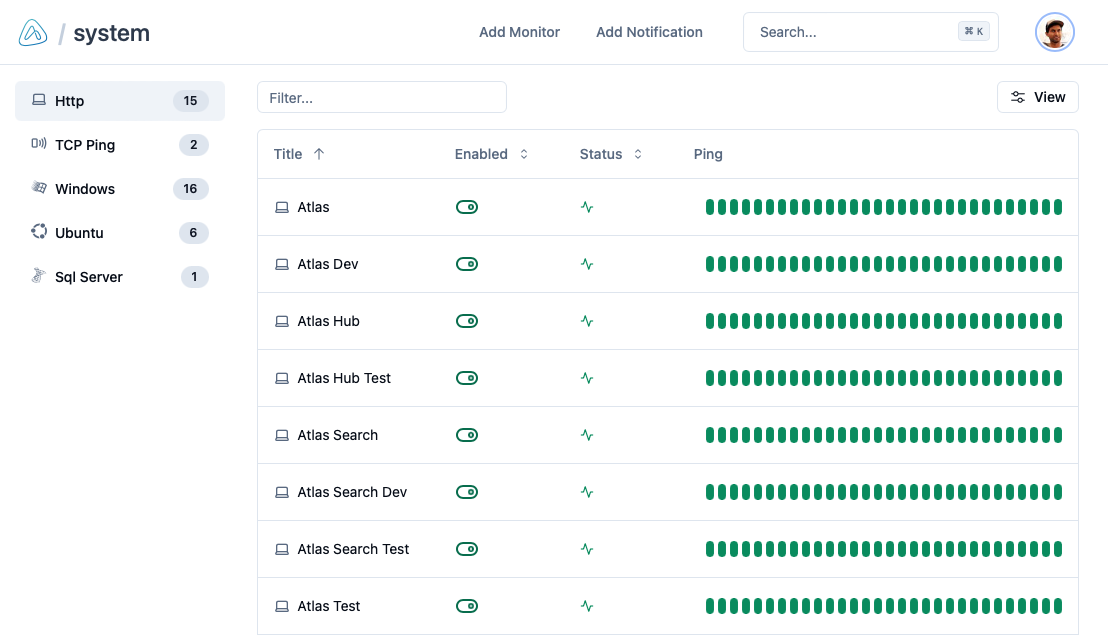 / system
Add Monitor
Add Notification
Search...
⌘ K
Http 15
TCP Ping 2
Windows 16
Ubuntu 6
Sql Server 1
Filter...
View
Title Enabled Status Ping
Atlas
Atlas Dev
Atlas Hub
Atlas Hub Test
Atlas Search
Atlas Search Dev
Atlas Search Test
Atlas Test